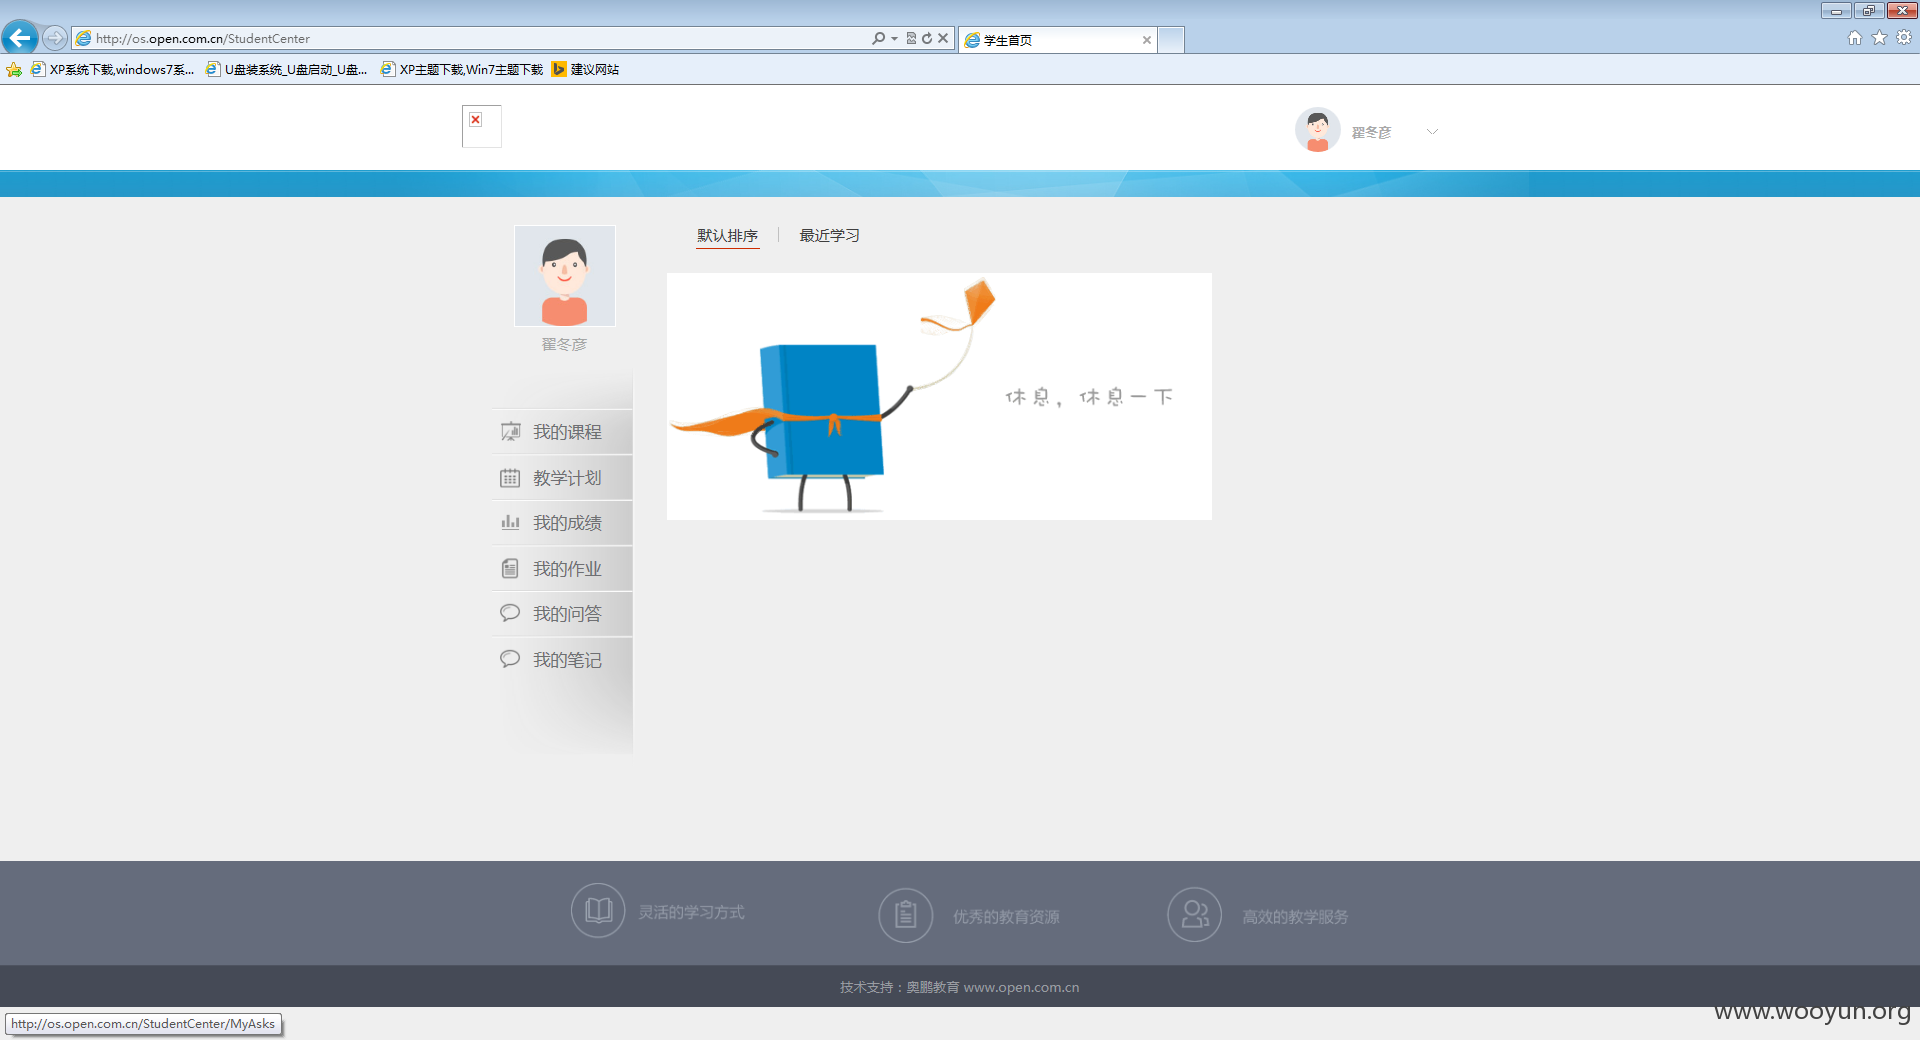 http://os.open.com.cn/StudentCenter
学生首页
XP系统下载,windows7系...
U盘装系统_U盘启动_U盘...
XP主题下载,Win7主题下载
建议网站
翟冬彦
默认排序
最近学习
翟冬彦
休息，休息一下
我的课程
教学计划
我的成绩
我的作业
我的问答
我的笔记
灵活的学习方式
优秀的教育资源
高效的教学服务
技术支持：奥鹏教育 www.open.com.cn
www.wooyun.org
http://os.open.com.cn/StudentCenter/MyAsks